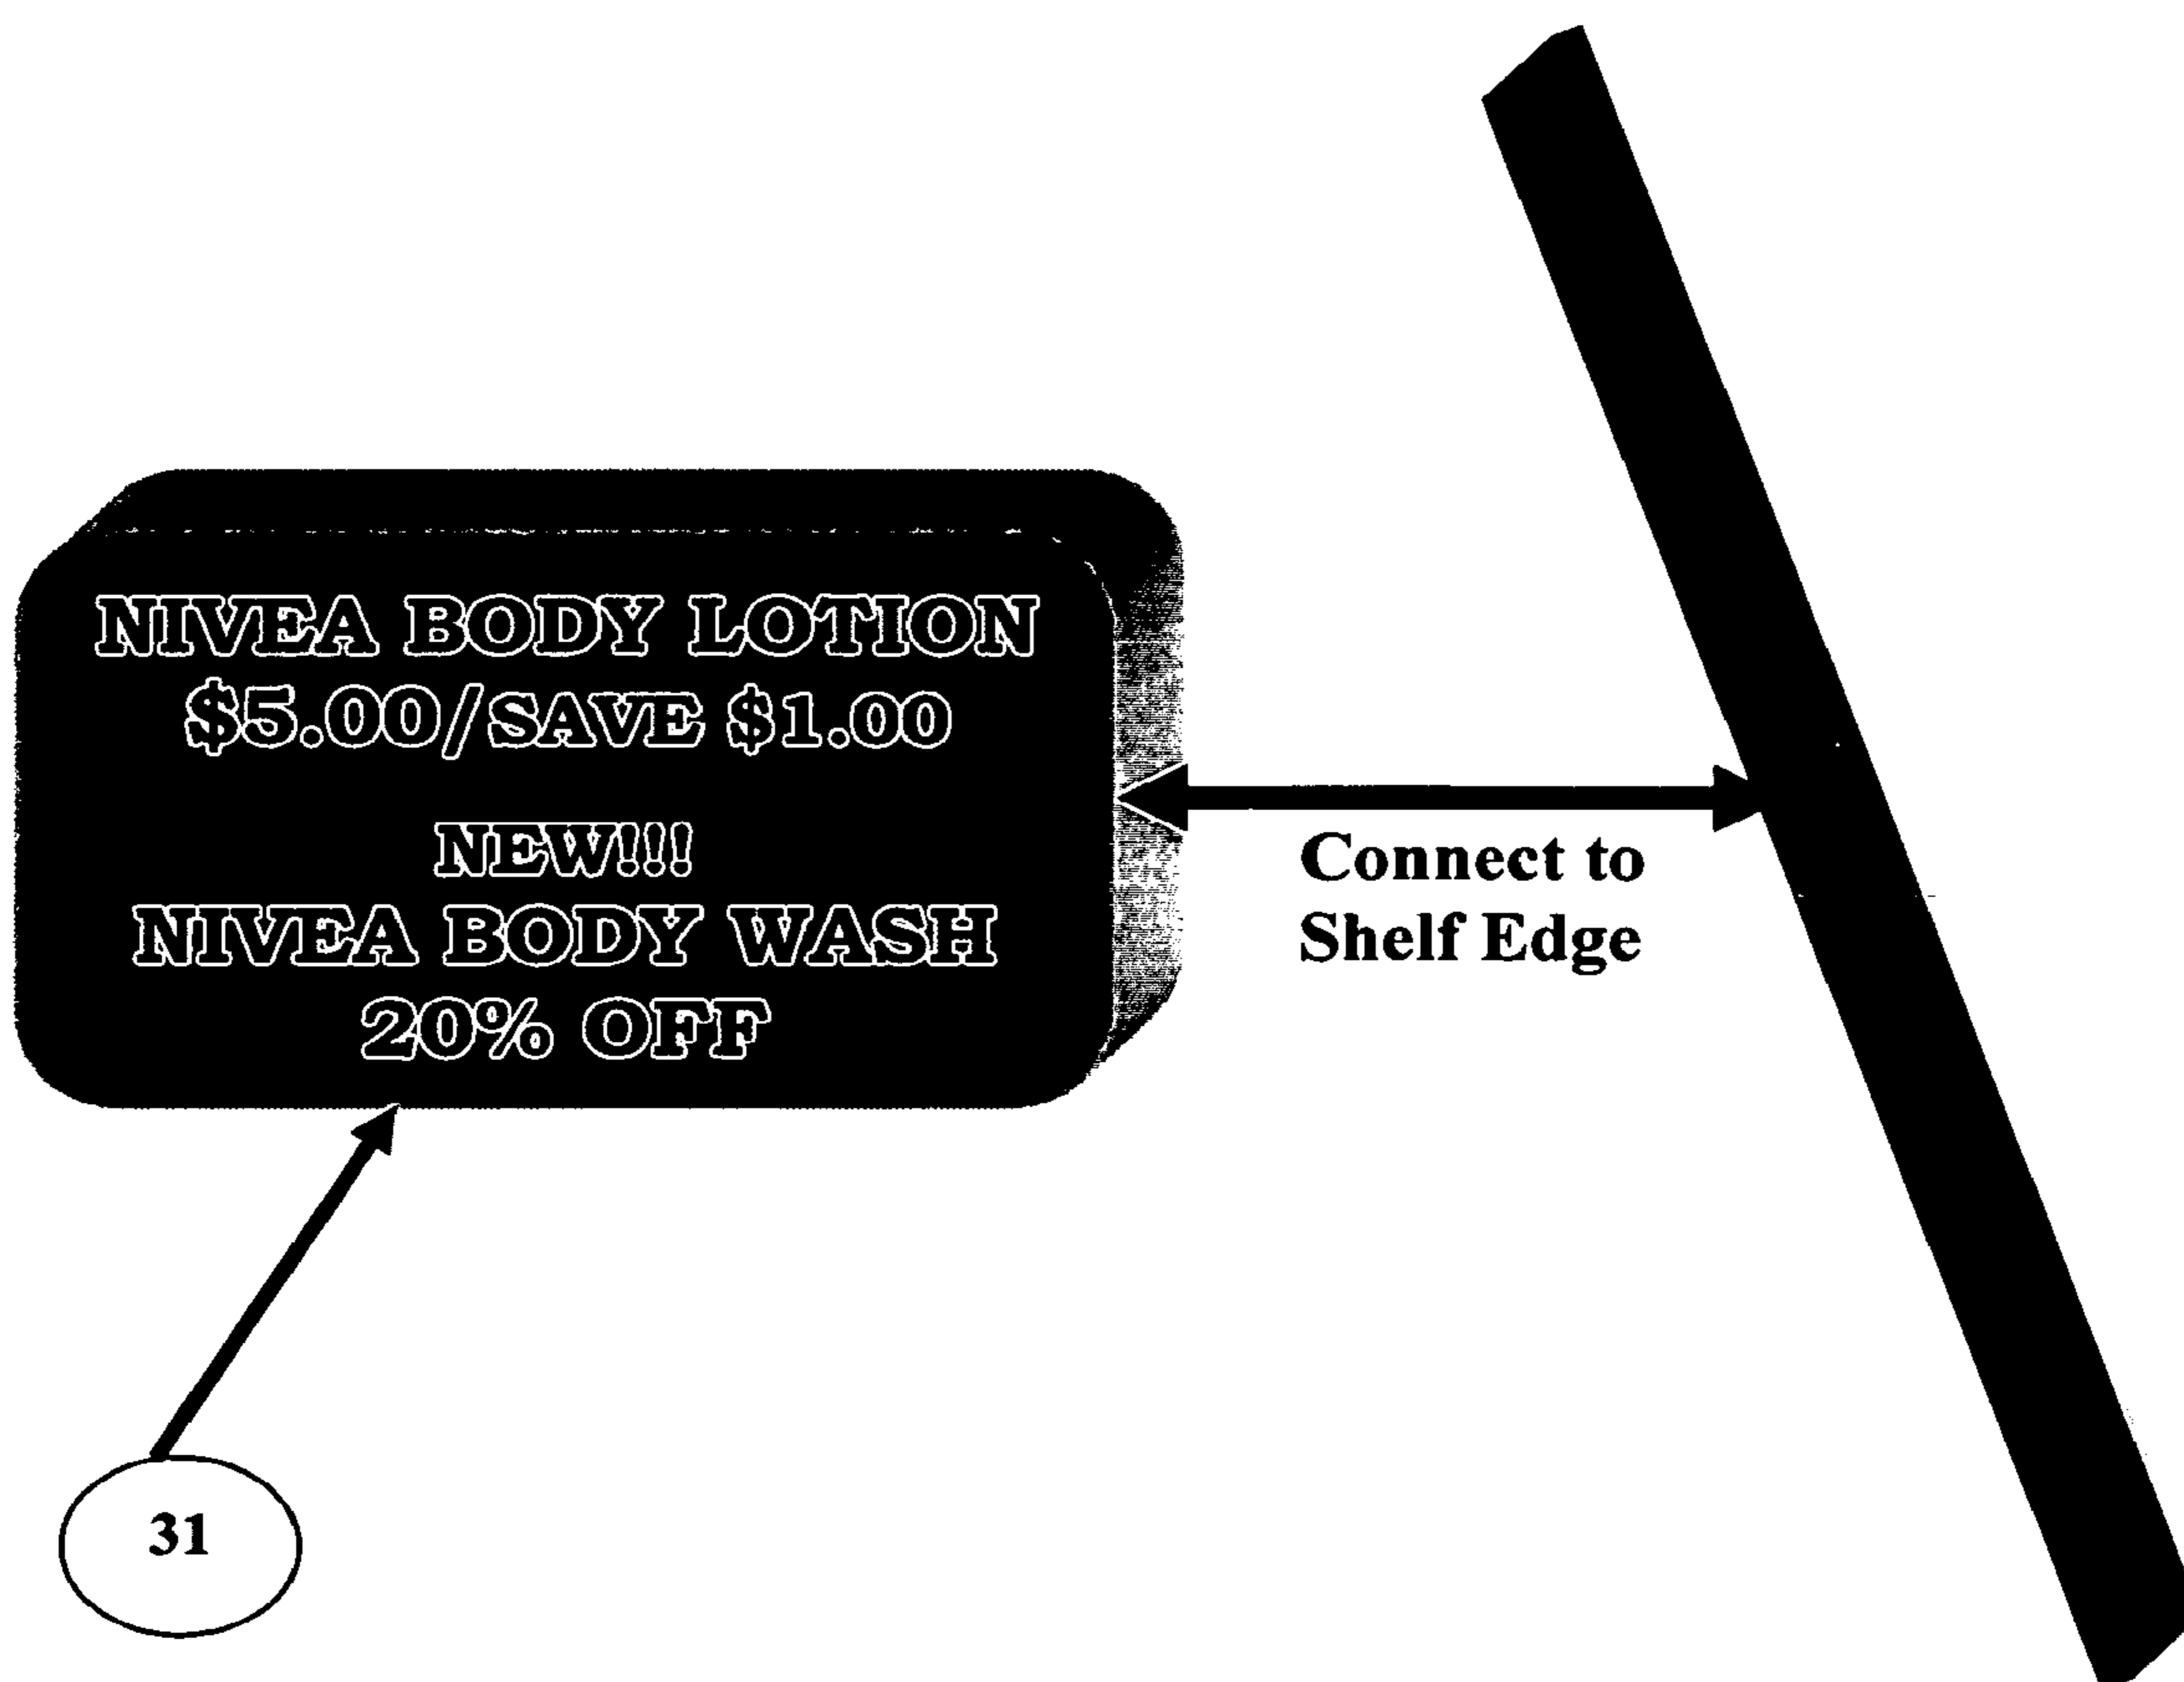 NIVEA BODY LOTION
$5.00/SAVE $1.00
NEW!!!
NIVEA BODY WASH
20% OFF
Connect to
Shelf Edge
31